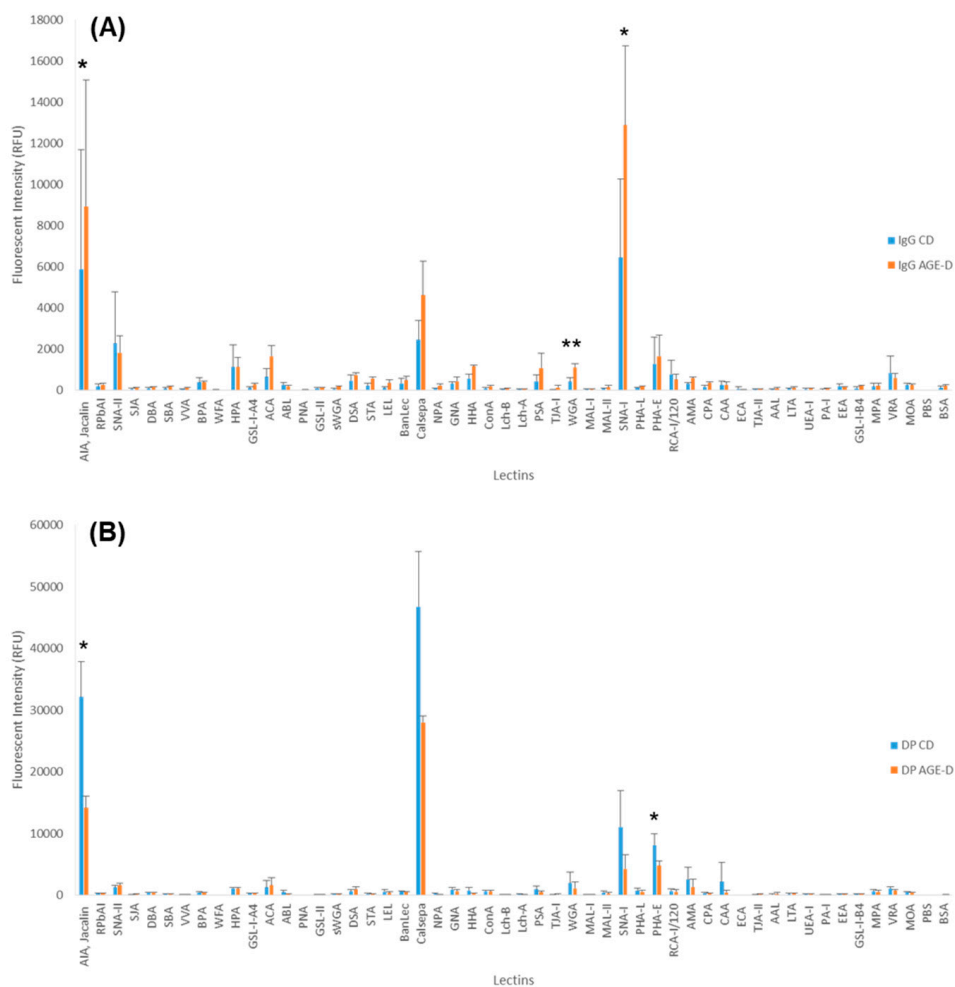 (A)
18000
16000
14000
12000
10000
8000
6000
4000
2000
0
Fluorescent Intensity (RFU)
*
**
*
IgG CD
IgG AGE-D
AIA, Jacalin
RPbAI
SNA-II
SJA
DBA
SBA
VVA
BPA
WFA
HPA
GSL-I-A4
ACA
ABL
PNA
GSL-II
sWGA
DSA
STA
LEL
BanLec
Calsepa
NPA
GNA
HHA
ConA
Lch-B
Lch-A
PSA
TJA-I
WGA
MAL-I
MAL-II
SNA-I
PHA-L
PHA-E
RCA-I/120
AMA
CPA
CAA
ECA
TJA-II
AAL
LTA
UEA-I
PA-I
EEA
GSL-I-B4
MPA
VRA
MOA
PBS
BSA
Lectins
(B)
60000
50000
40000
30000
20000
10000
0
Fluorescent Intensity (RFU)
*
*
DP CD
DP AGE-D
AIA, Jacalin
RPbAI
SNA-II
SJA
DBA
SBA
VVA
BPA
WFA
HPA
GSL-I-A4
ACA
ABL
PNA
GSL-II
sWGA
DSA
STA
LEL
BanLec
Calsepa
NPA
GNA
HHA
ConA
Lch-B
Lch-A
PSA
TJA-I
WGA
MAL-I
MAL-II
SNA-I
PHA-L
PHA-E
RCA-I/120
AMA
CPA
CAA
ECA
TJA-II
AAL
LTA
UEA-I
PA-I
EEA
GSL-I-B4
MPA
VRA
MOA
PBS
BSA
Lectins